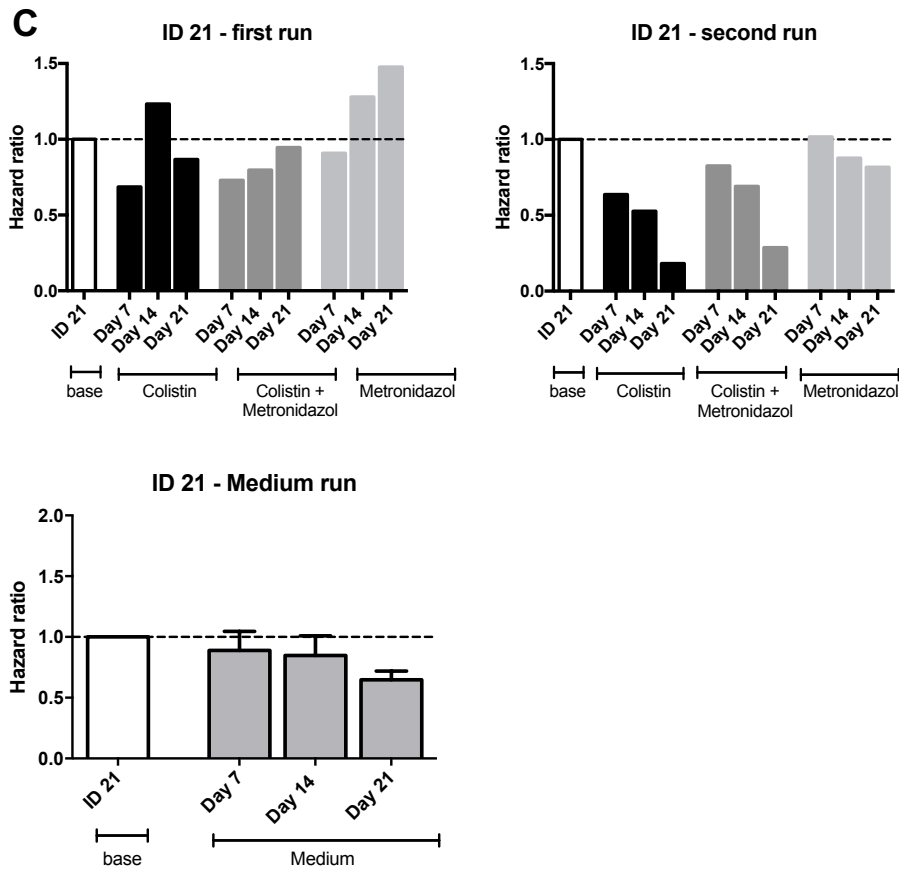 C
ID 21 - first run
Hazard ratio
1.5
1.0
0.5
0.0
ID 21
Day 7
Day 14
Day 21
Day 7
Day 14
Day 21
Day 7
Day 14
Day 21
base
Colistin
Colistin +
Metronidazol
Metronidazol
ID 21 - second run
Hazard ratio
1.5
1.0
0.5
0.0
ID 21
Day 7
Day 14
Day 21
Day 7
Day 14
Day 21
Day 7
Day 14
Day 21
base
Colistin
Colistin +
Metronidazol
Metronidazol
ID 21 - Medium run
Hazard ratio
2.0
1.5
1.0
0.5
0.0
ID 21
Day 7
Day 14
Day 21
base
Medium